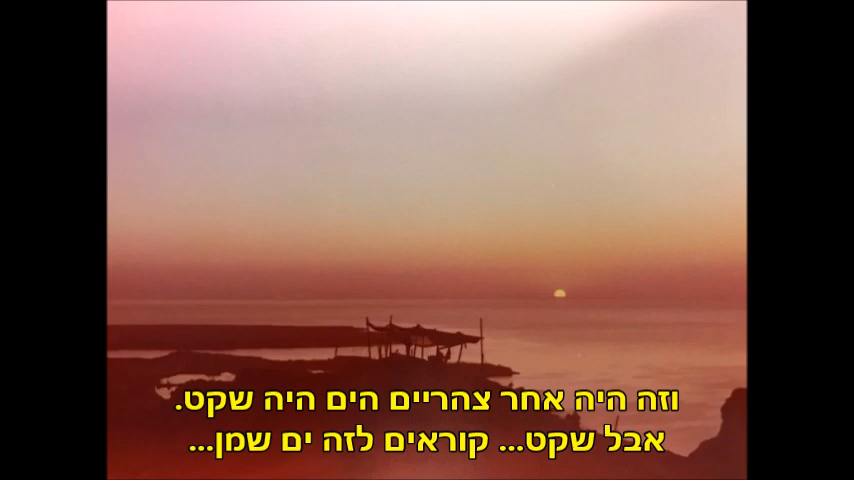 וזה היה אחר צהריים הים היה שקט.
אבל שקט... קוראים לזה ים שמן...